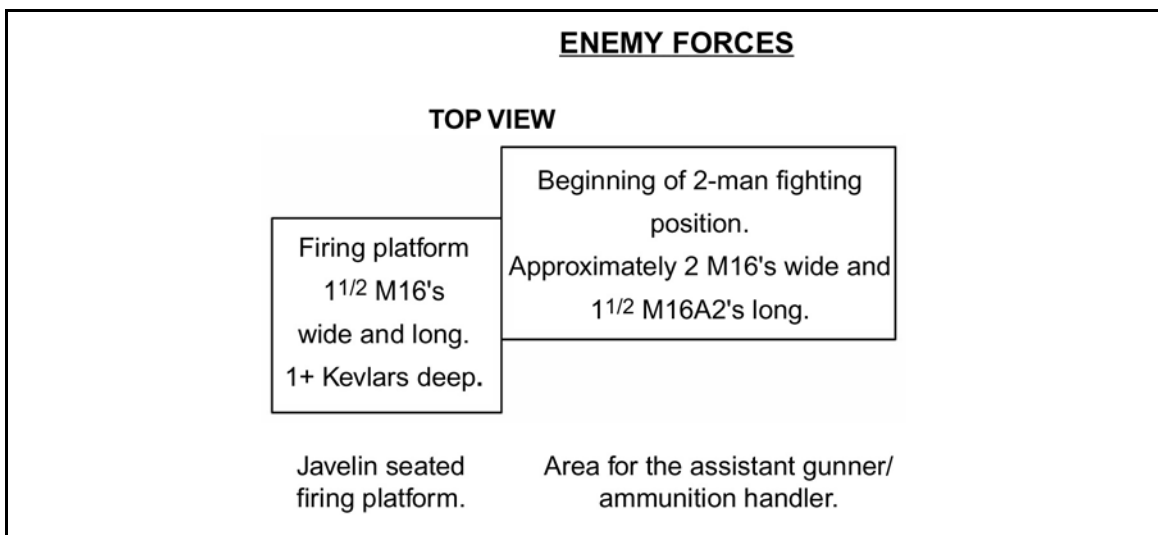 ENEMY FORCES
TOP VIEW
Firing platform
1 1/2 M16's
wide and long.
1+ Kevlars deep.
Beginning of 2-man fighting
position.
Approximately 2 M16's wide and
1 1/2 M16A2's long.
Javelin seated
firing platform.
Area for the assistant gunner/
ammunition handler.